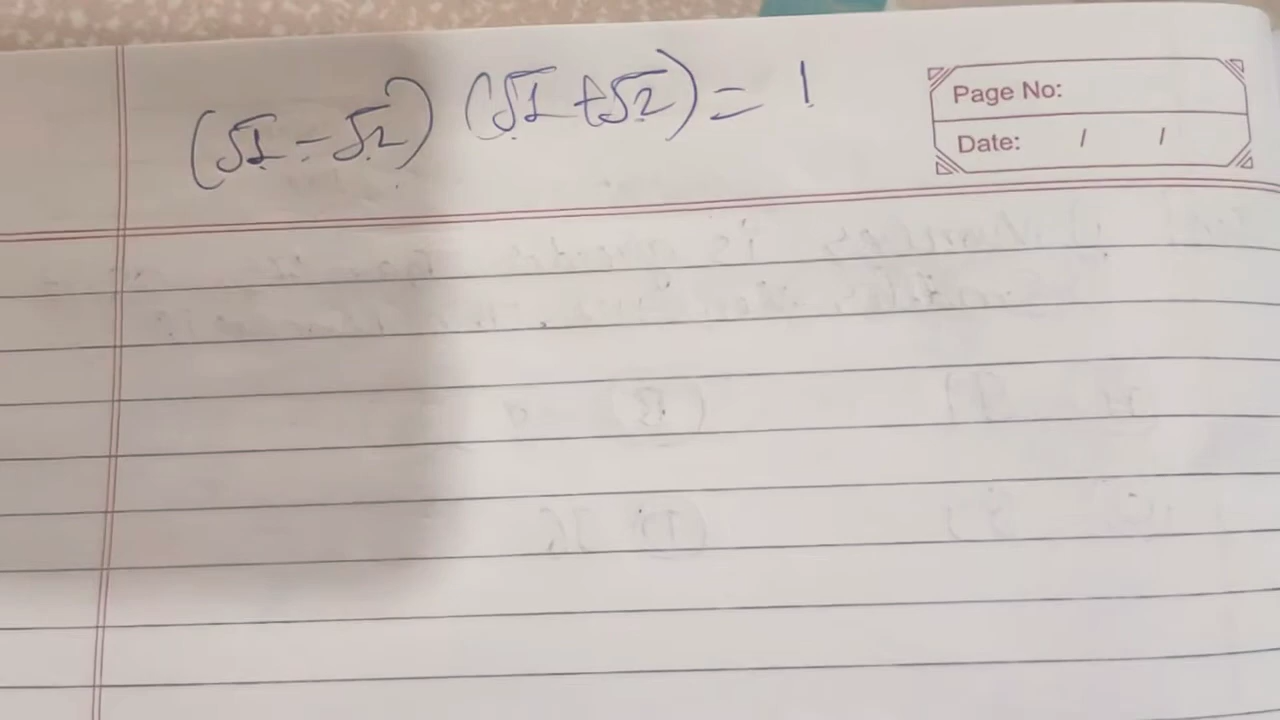 (√1 - √2) (√1 + √2) = 1
Page No:
Date: / /